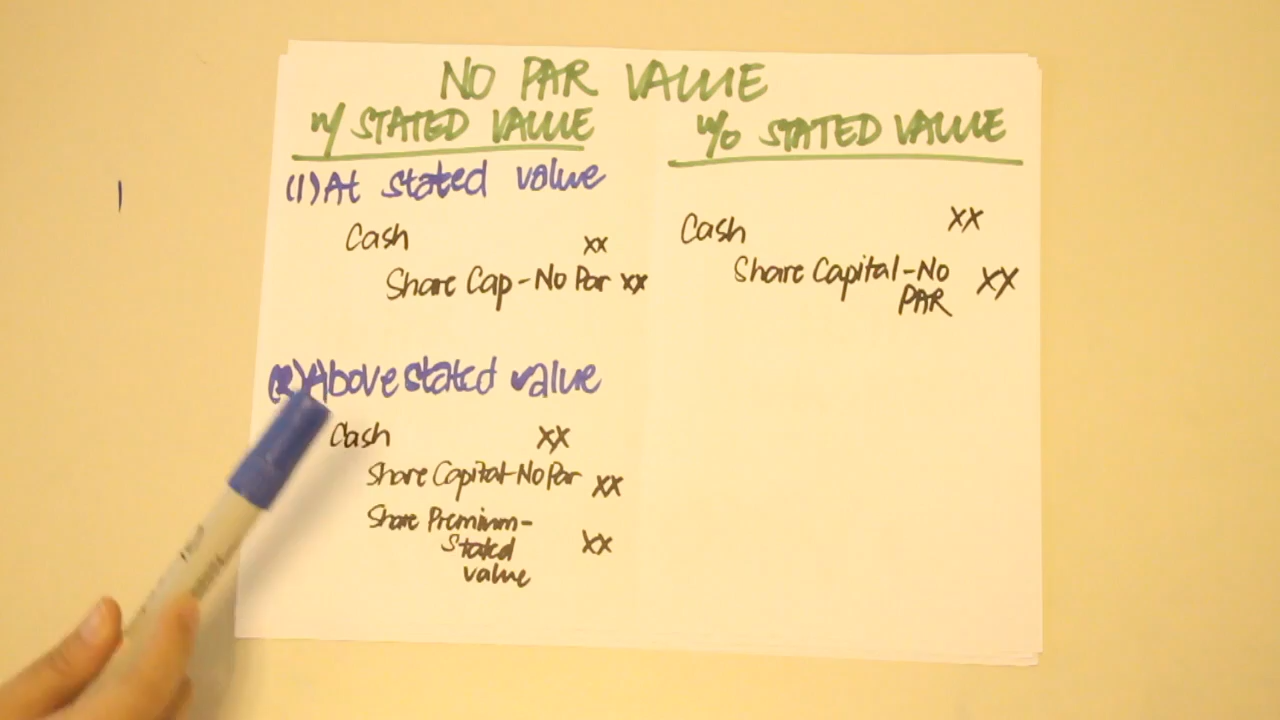 NO PAR VALUE
w/ STATED VALUE
(1) At stated value
Cash xx
Share Cap - No Par xx
(2) Above stated value
Cash xx
Share Capital - No Par xx
Share Premium -
Stated
value
xx
w/o STATED VALUE
Cash xx
Share Capital - No
PAR
xx